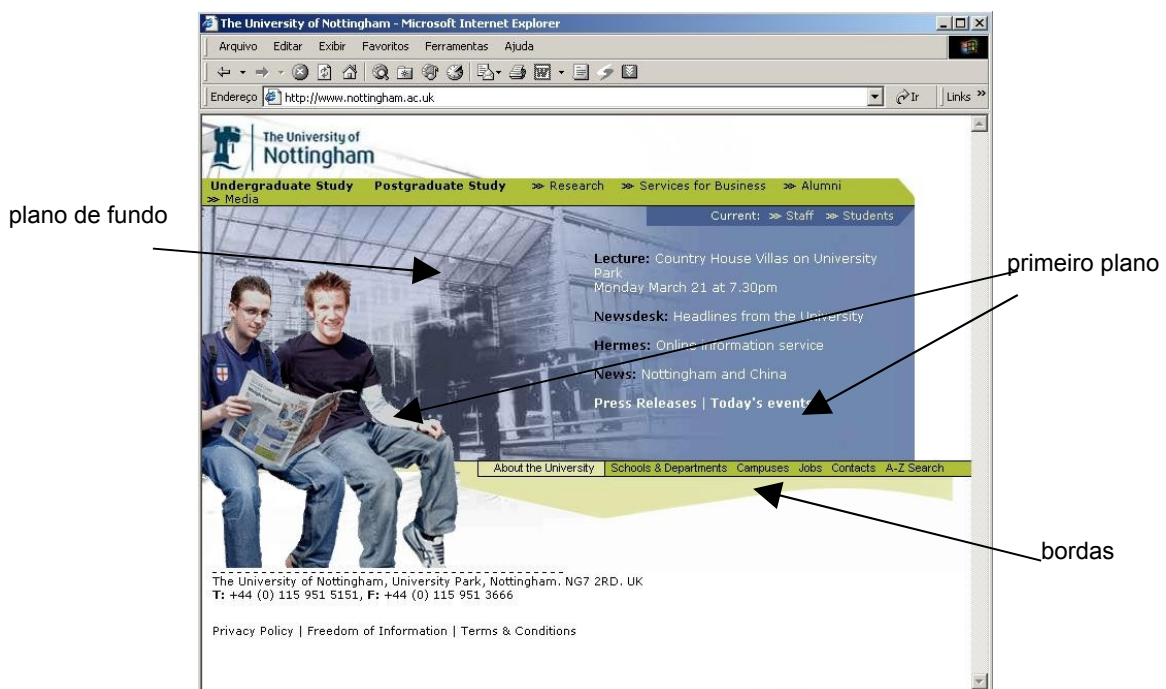 The University of Nottingham - Microsoft Internet Explorer
Arquivo Editar Exibir Favoritos Ferramentas Ajuda
Endereço http://www.nottingham.ac.uk Ir Links »
The University of
Nottingham
Undergraduate Study Postgraduate Study >> Research >> Services for Business >> Alumni
>> Media
plano de fundo
Current: >> Staff >> Students
Lecture: Country House Villas on University
Park
Monday March 21 at 7.30pm
primeiro plano
Newsdesk: Headlines from the University
Hermes: Online information service
News: Nottingham and China
Press Releases | Today's events
About the University Schools & Departments Campuses Jobs Contacts A-Z Search
bordas
The University of Nottingham, University Park, Nottingham. NG7 2RD. UK
T: +44 (0) 115 951 5151, F: +44 (0) 115 951 3666
Privacy Policy | Freedom of Information | Terms & Conditions